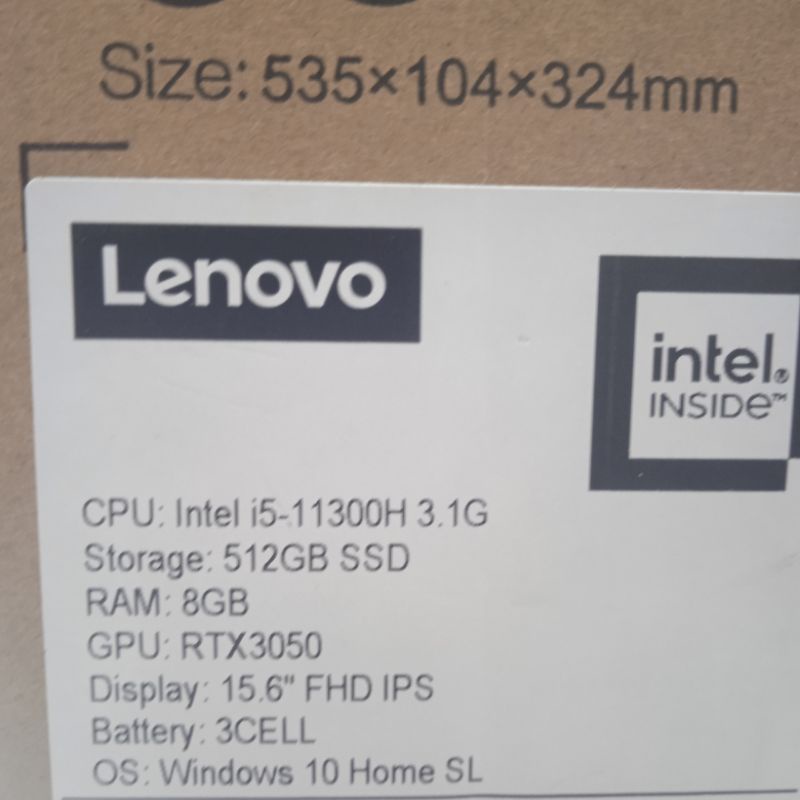 Size: 535×104×324mm
Lenovo
intel®
INSIDE™
CPU: Intel i5-11300H 3.1G
Storage: 512GB SSD
RAM: 8GB
GPU: RTX3050
Display: 15.6" FHD IPS
Battery: 3CELL
OS: Windows 10 Home SL